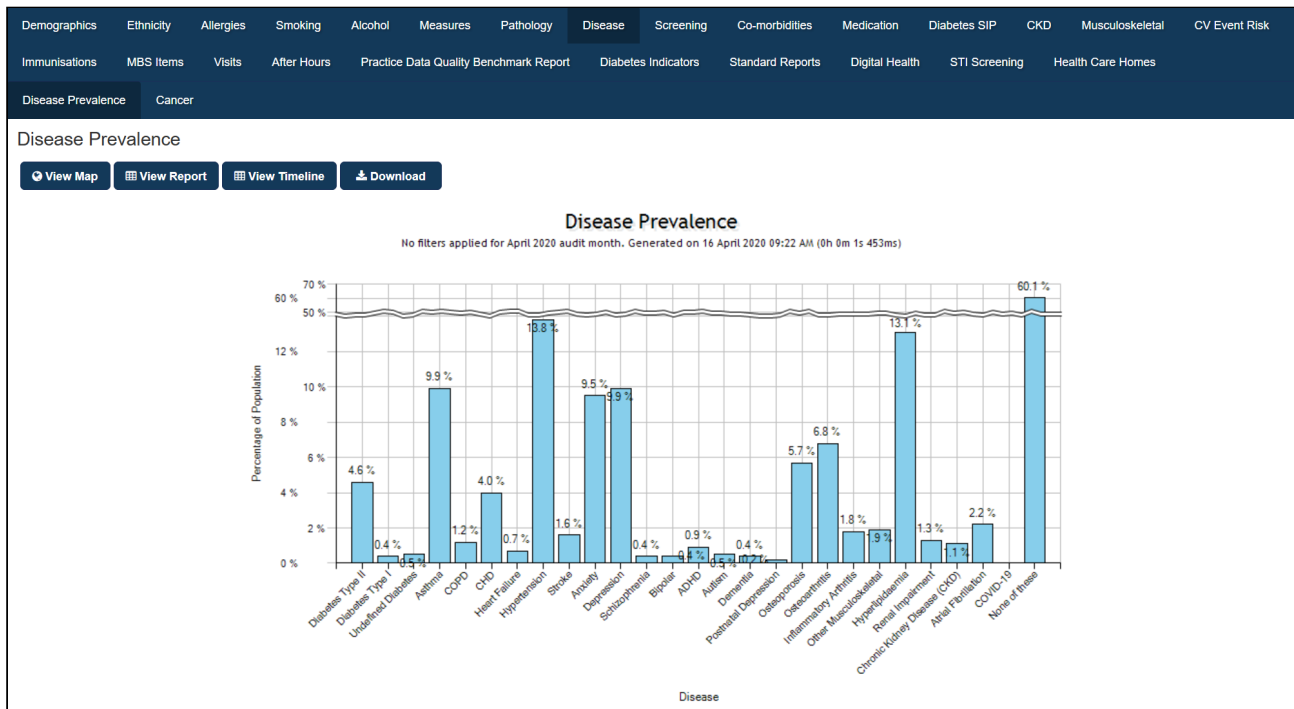 Demographics Ethnicity Allergies Smoking Alcohol Measures Pathology Disease Screening Co-morbidities Medication Diabetes SIP CKD Musculoskeletal CV Event Risk
Immunisations MBS Items Visits After Hours Practice Data Quality Benchmark Report Diabetes Indicators Standard Reports Digital Health STI Screening Health Care Homes
Disease Prevalence Cancer
Disease Prevalence
View Map View Report View Timeline Download
Disease Prevalence
No filters applied for April 2020 audit month. Generated on 16 April 2020 09:22 AM (0h 0m 1s 453ms)
Percentage of Population
70 %
60 %
50 %
12 %
10 %
8 %
6 %
4 %
2 %
0 %
4.6 %
0.4 %
0.5 %
9.9 %
1.2 %
4.0 %
0.7 %
13.8 %
1.6 %
9.5 %
9.9 %
0.4 %
0.4 %
0.9 %
0.5 %
0.4 %
0.2 %
5.7 %
6.8 %
1.8 %
1.9 %
13.1 %
1.3 %
1.1 %
2.2 %
60.1 %
Diabetes Type II
Diabetes Type I
Undefined Diabetes
Asthma
COPD
CHD
Heart Failure
Hypertension
Stroke
Anxiety
Depression
Schizophrenia
Bipolar
ADHD
Autism
Dementia
Postnatal Depression
Osteoporosis
Osteoarthritis
Inflammatory Arthritis
Other Musculoskeletal
Hyperlipidaemia
Renal Impairment
Chronic Kidney Disease (CKD)
Atrial Fibrillation
COVID-19
None of these
Disease